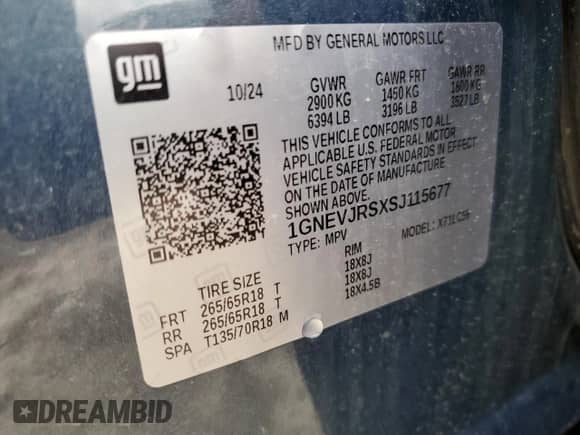 MFD BY GENERAL MOTORS LLC
gm
10/24
GVWR GAWR FRT GAWR RR
2900 KG 1450 KG 1600 KG
6394 LB 3196 LB 3527 LB
THIS VEHICLE CONFORMS TO ALL
APPLICABLE U.S. FEDERAL MOTOR
VEHICLE SAFETY STANDARDS IN EFFECT
ON THE DATE OF MANUFACTURE
SHOWN ABOVE.
1GNEVJRSXSJ115677
TYPE: MPV MODEL:
TIRE SIZE RIM
FRT 265/65R18 T 18X8J
RR 265/65R18 T 18X8J
SPA T135/70R18 M 18X4.5B
DREAMBID